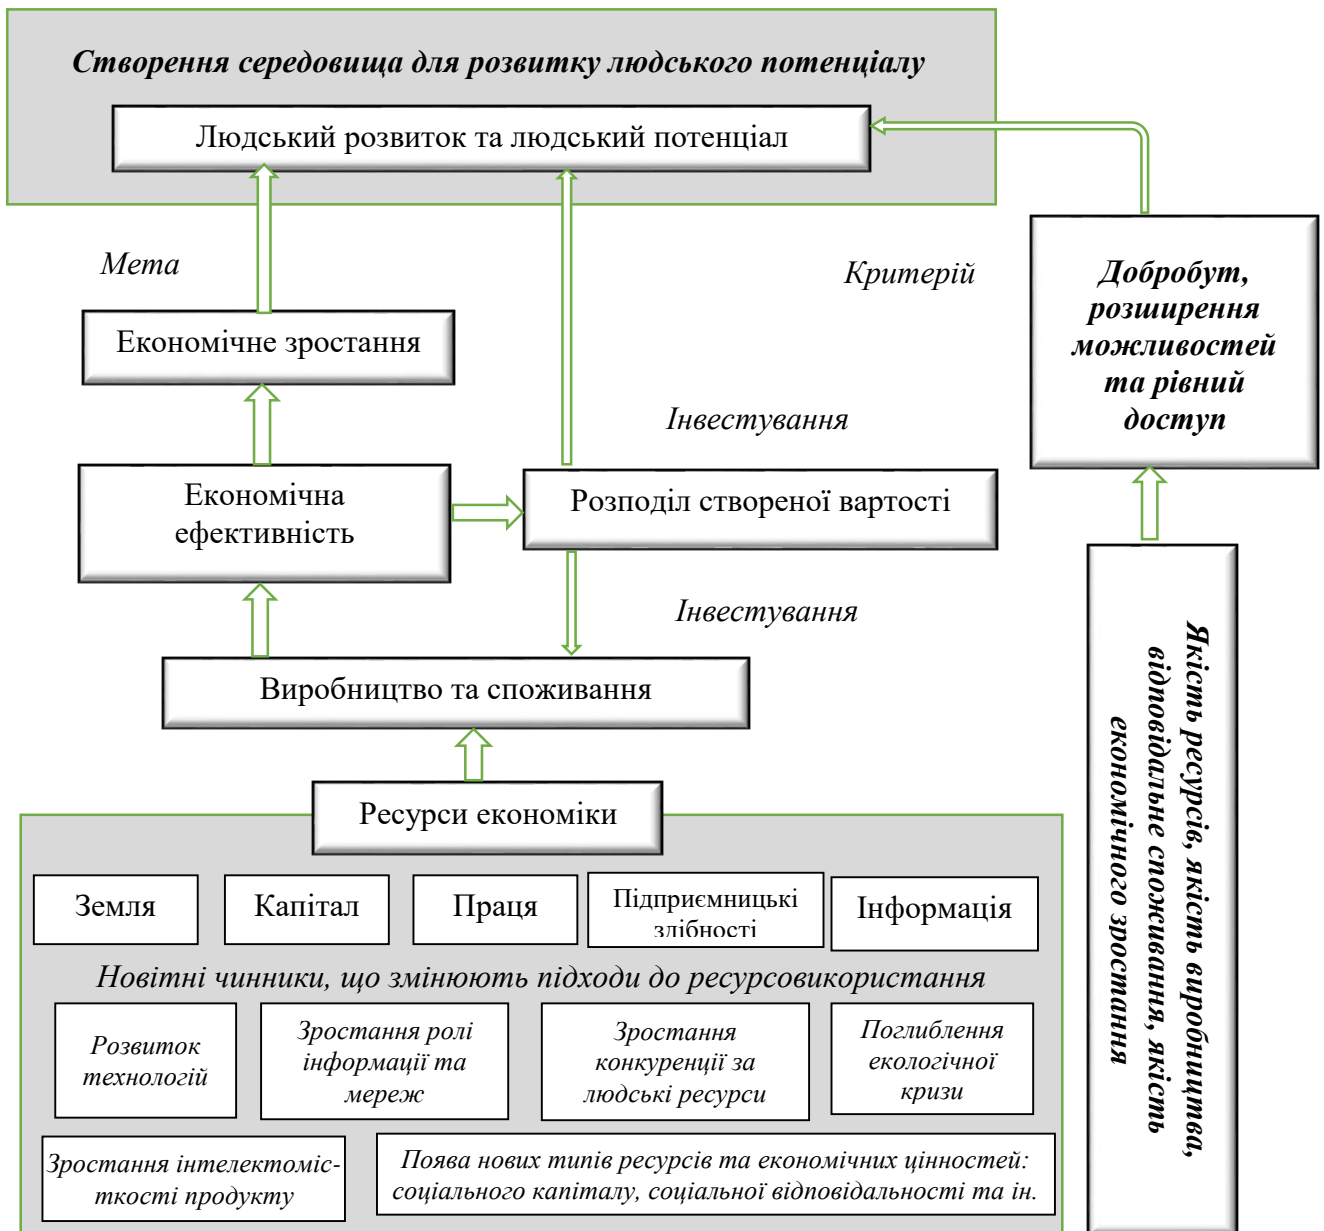 Створення середовища для розвитку людського потенціалу
Людський розвиток та людський потенціал
Мета
Критерій
Добробут,
розширення
можливостей
та рівний
доступ
Економічне зростання
Інвестування
Економічна
ефективність
Розподіл створеної вартості
Інвестування
Виробництво та споживання
Якість ресурсів, якість виробництва,
відповідальне споживання, якість
економічного зростання
Ресурси економіки
Земля
Капітал
Праця
Підприємницькі
здібності
Інформація
Новітні чинники, що змінюють підходи до ресурсовикористання
Розвиток
технологій
Зростання ролі
інформації та
мереж
Зростання
конкуренції за
людські ресурси
Поглиблення
екологічної
кризи
Зростання інтелектоміс-
ткості продукту
Поява нових типів ресурсів та економічних цінностей:
соціального капіталу, соціальної відповідальності та ін.